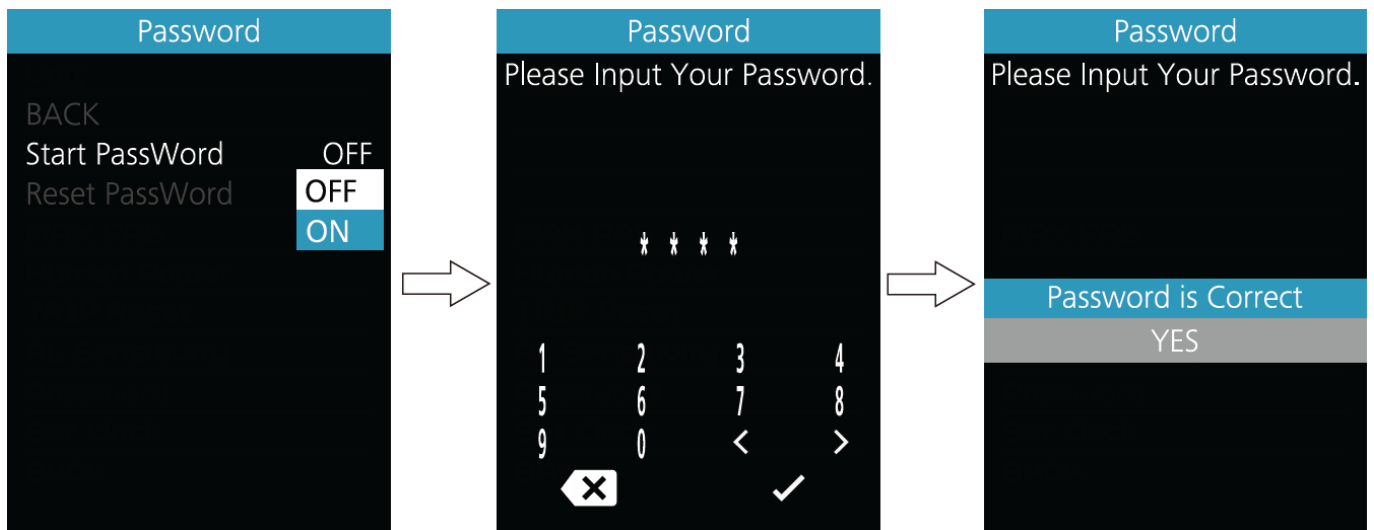 Password
BACK
Start PassWord OFF
Reset PassWord OFF
ON
Password
Please Input Your Password.
* * * *
1 2 3 4
5 6 7 8
9 0 < >
Password
Please Input Your Password.
Password is Correct
YES